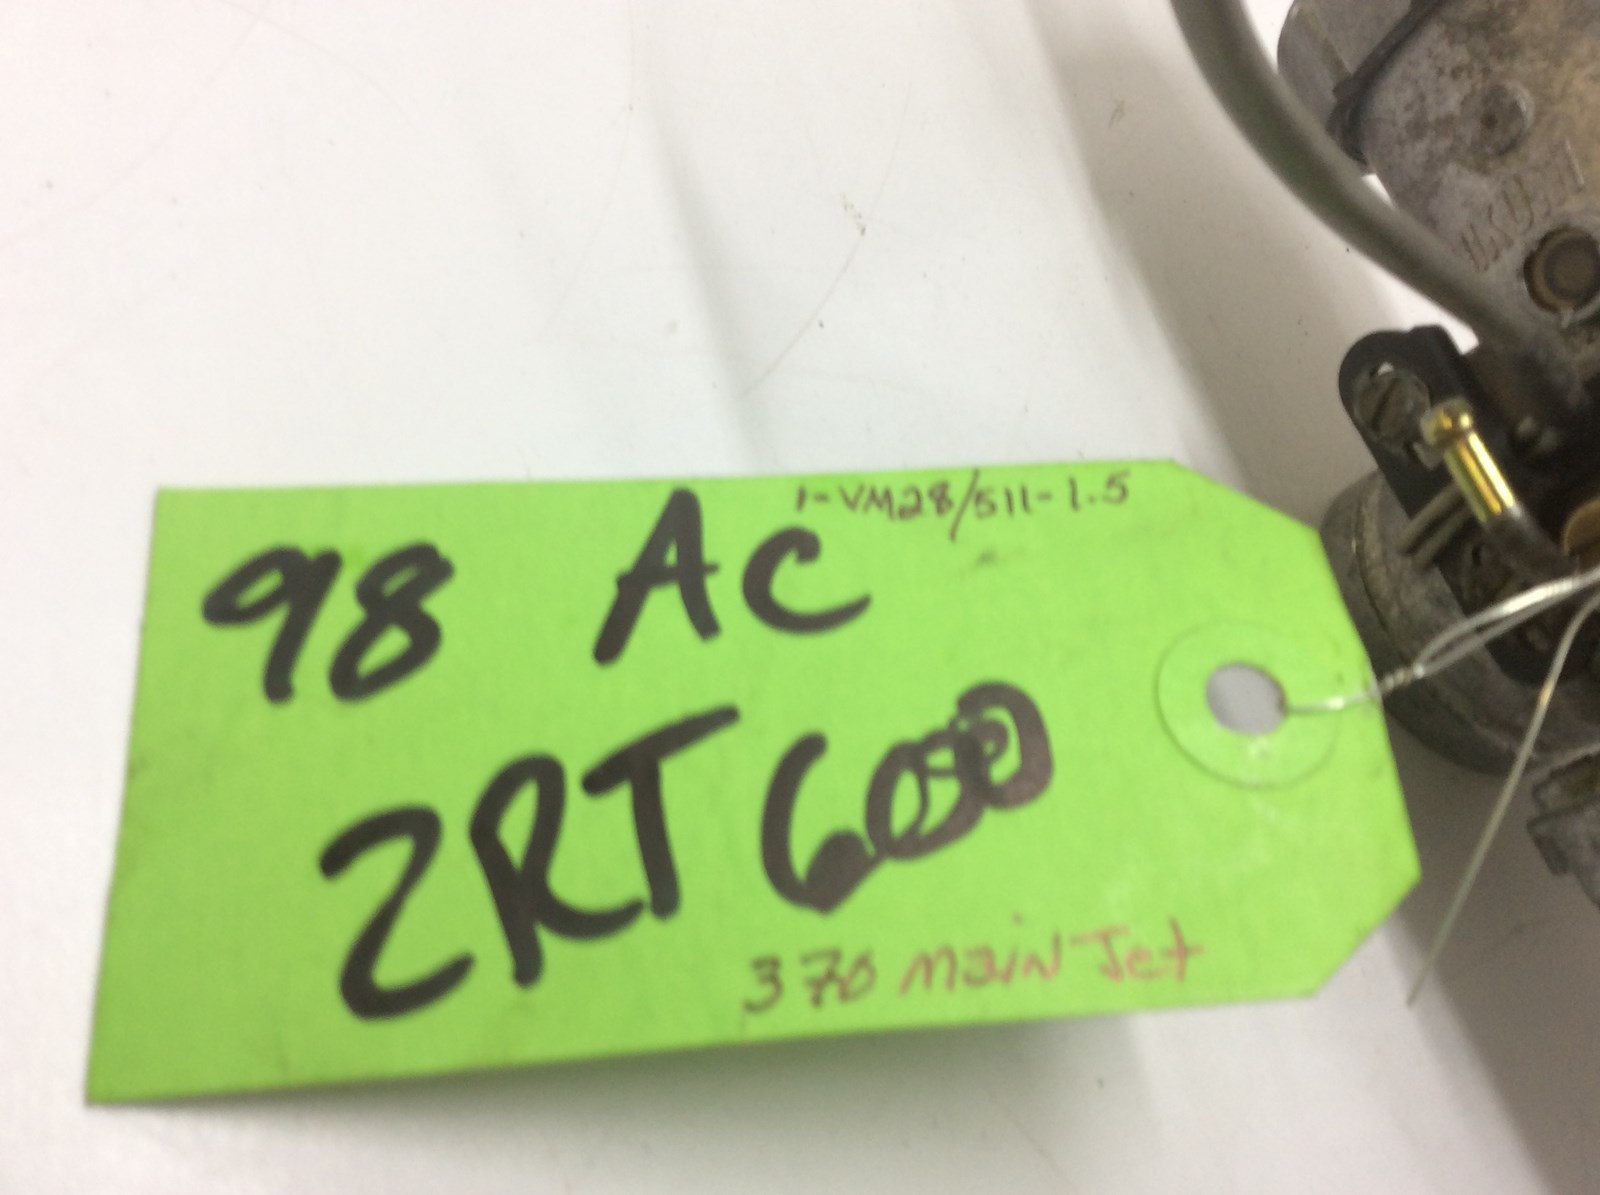 1-VM28/511-1.5
98 AC
ZRT600
370 main Jet